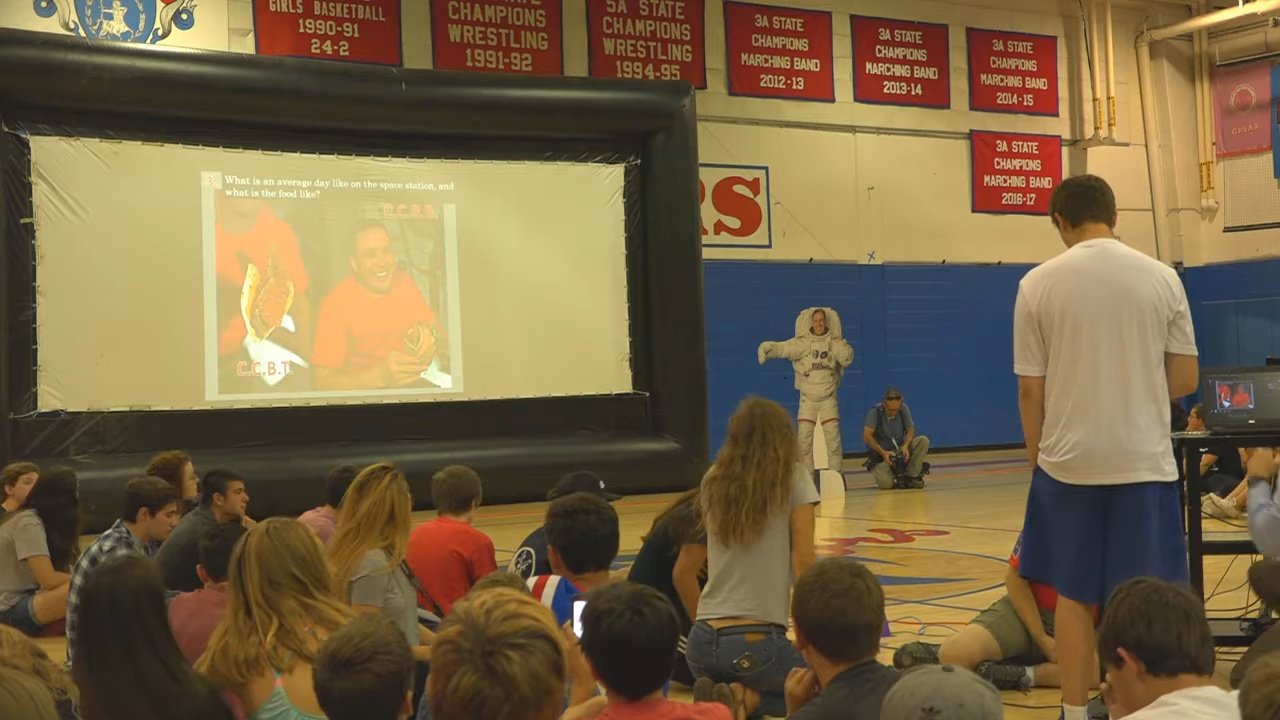 GIRLS BASKETBALL
1990-91
24-2
CHAMPIONS
WRESTLING
1991-92
5A STATE
CHAMPIONS
WRESTLING
1994-95
3A STATE
CHAMPIONS
MARCHING BAND
2012-13
3A STATE
CHAMPIONS
MARCHING BAND
2013-14
3A STATE
CHAMPIONS
MARCHING BAND
2014-15
3A STATE
CHAMPIONS
MARCHING BAND
2016-17
RS
3
What is an average day like on the space station, and
what is the food like?
C.C.B.T.